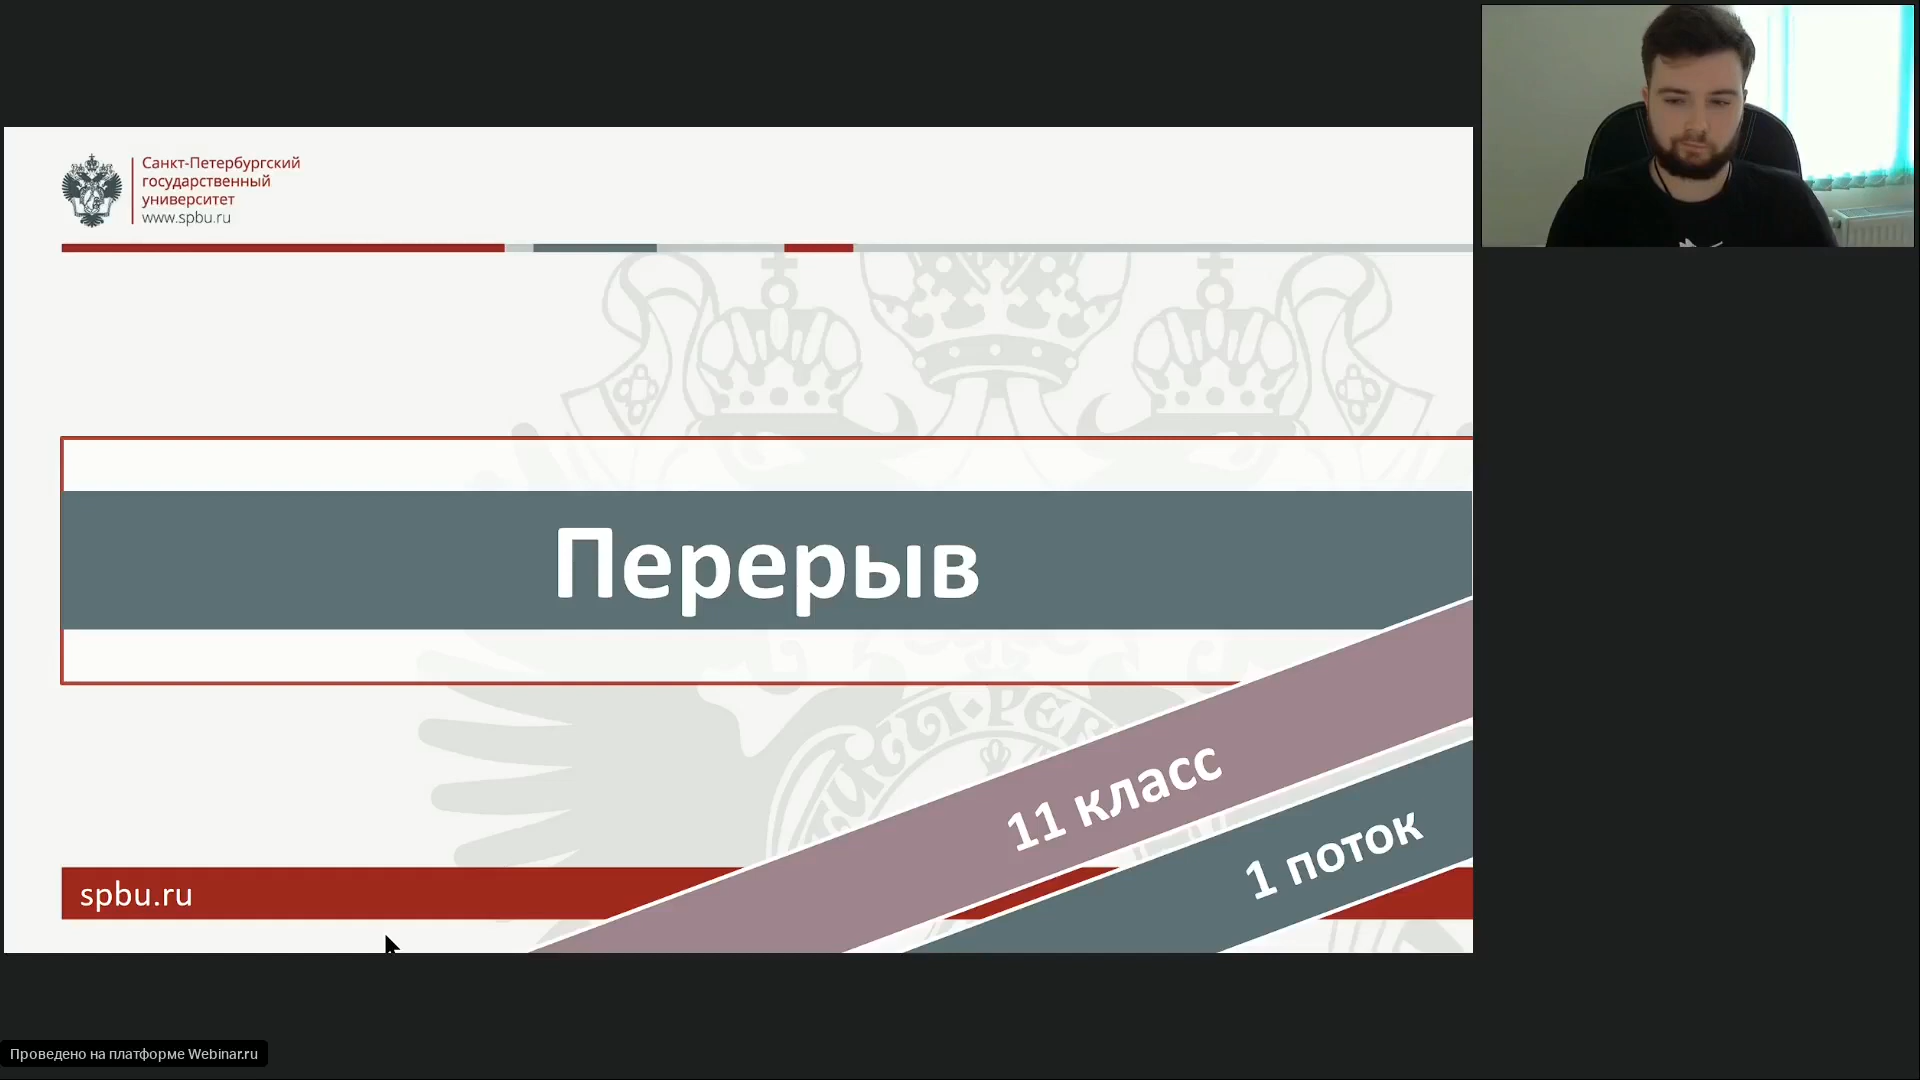 Санкт-Петербургский
государственный
университет
www.spbu.ru
Перерыв
11 класс
1 поток
spbu.ru
Проведено на платформе Webinar.ru